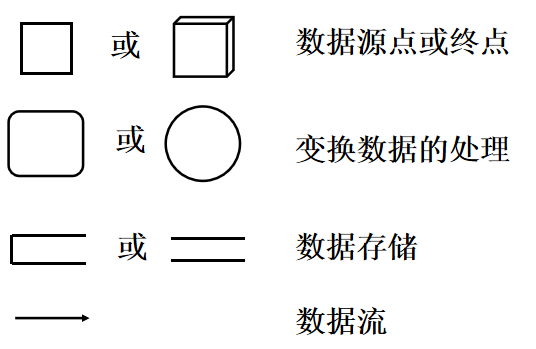 或 数据源点或终点
或 变换数据的处理
或 数据存储
数据流